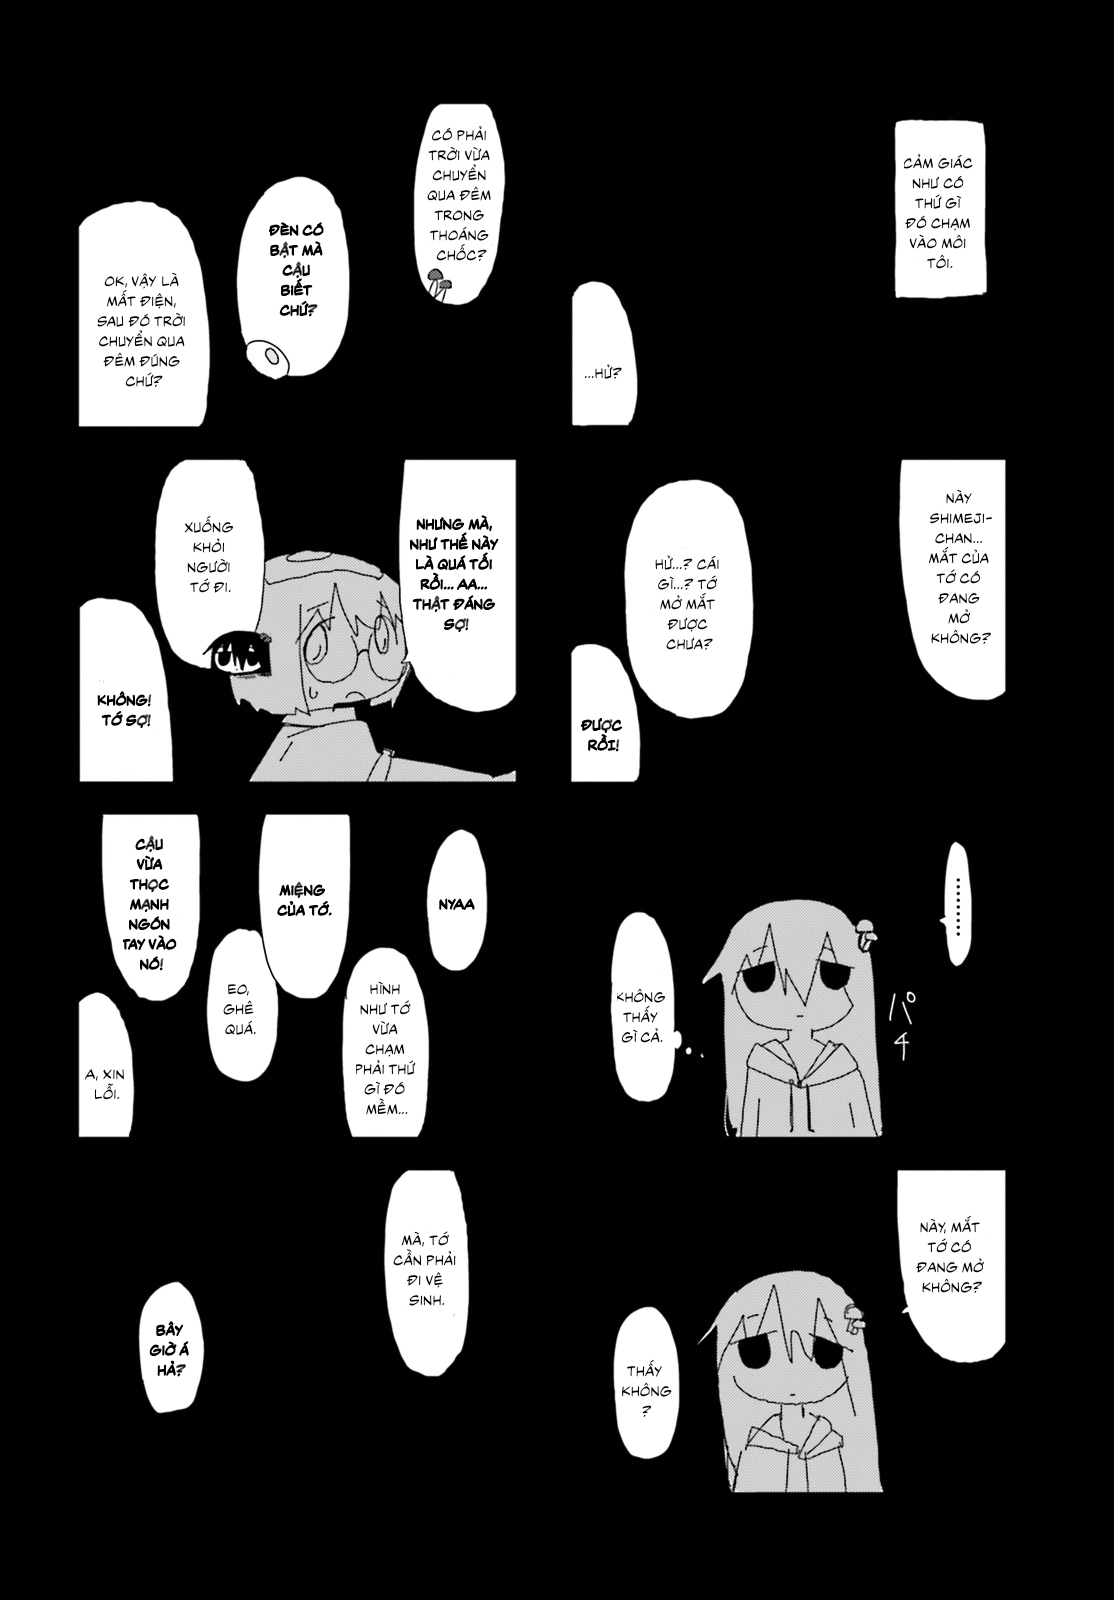 CẢM GIÁC
NHƯ CÓ
THỨ GÌ
ĐÓ CHẠM
VÀO MÔI
TÔI.
...HỬ?
NÀY
SHIMEJI-
CHAN...
MẮT CỦA
TỚ CÓ
ĐANG
MỞ
KHÔNG?
HỬ...? CÁI
GÌ...? TỚ
MỞ MẮT
ĐƯỢC
CHƯA?
ĐƯỢC
RỒI!
.........
パチ
KHÔNG
THẤY
GÌ CẢ.
NÀY, MẮT
TỚ CÓ
ĐANG MỞ
KHÔNG?
THẤY
KHÔNG
?
CÓ PHẢI
TRỜI VỪA
CHUYỂN
QUA ĐÊM
TRONG
THOÁNG
CHỐC?
ĐÈN CÓ
BẬT MÀ
CẬU
BIẾT
CHỨ?
OK, VẬY LÀ
MẤT ĐIỆN,
SAU ĐÓ TRỜI
CHUYỂN QUA
ĐÊM ĐÚNG
CHỨ?
NHƯNG MÀ,
NHƯ THẾ NÀY
LÀ QUÁ TỐI
RỒI... AA...
THẬT ĐÁNG
SỢ!
XUỐNG
KHỎI
NGƯỜI
TỚ ĐI.
KHÔNG!
TỚ SỢ!
NYAA
HÌNH
NHƯ TỚ
VỪA
CHẠM
PHẢI THỨ
GÌ ĐÓ
MỀM...
MIỆNG
CỦA TỚ.
EO,
GHÊ
QUÁ.
CẬU
VỪA
THỌC
MẠNH
NGÓN
TAY VÀO
NÓ!
A, XIN
LỖI.
MÀ, TỚ
CẦN PHẢI
ĐI VỆ
SINH.
BÂY
GIỜ Á
HẢ?